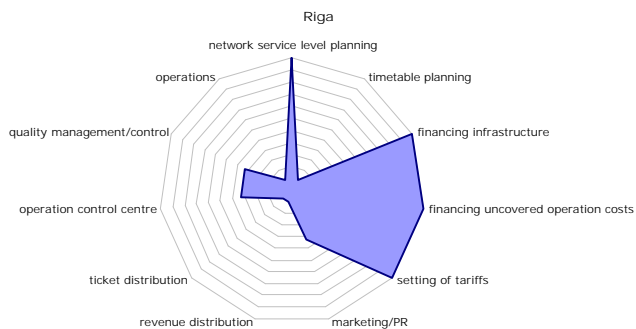 Riga
network service level planning
operations
timetable planning
quality management/control
financing infrastructure
operation control centre
financing uncovered operation costs
ticket distribution
setting of tariffs
revenue distribution
marketing/PR